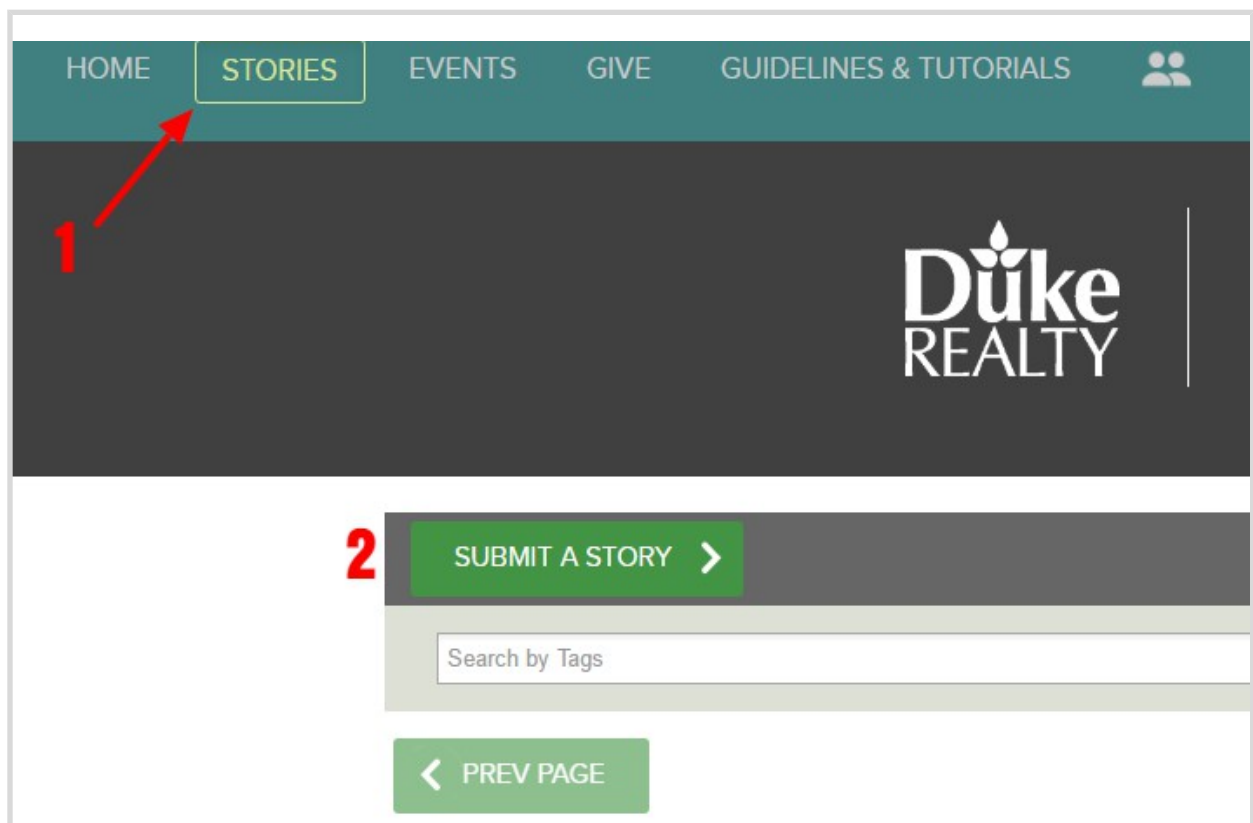 HOME STORIES EVENTS GIVE GUIDELINES & TUTORIALS
1
Duke
REALTY
2 SUBMIT A STORY
Search by Tags
PREV PAGE